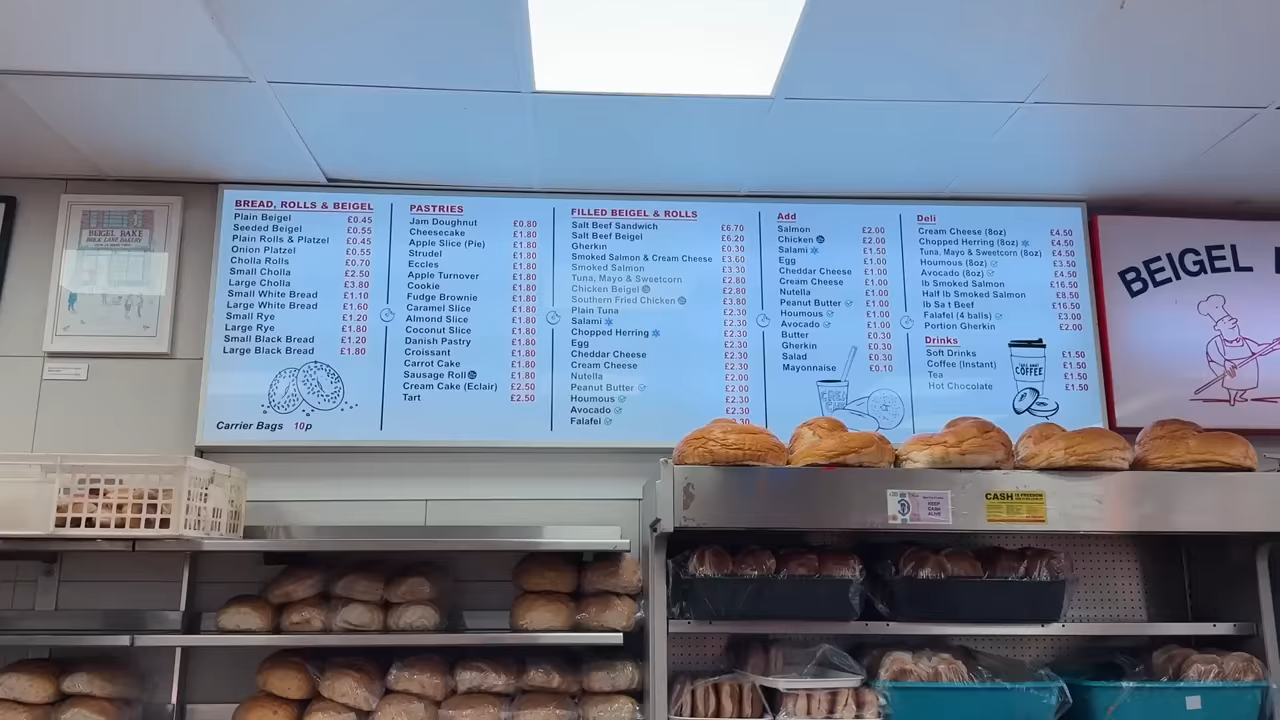 BEIGEL BAKE
BRICK LANE BAKERY
BREAD, ROLLS & BEIGEL
Plain Beigel £0.45
Seeded Beigel £0.55
Plain Rolls & Platzel £0.45
Onion Platzel £0.55
Cholla Rolls £0.70
Small Cholla £2.50
Large Cholla £3.80
Small White Bread £1.10
Large White Bread £1.60
Small Rye £1.20
Large Rye £1.80
Small Black Bread £1.20
Large Black Bread £1.80
Carrier Bags 10p
PASTRIES
Jam Doughnut £0.80
Cheesecake £1.80
Apple Slice (Pie) £1.80
Strudel £1.80
Eccles £1.80
Apple Turnover £1.80
Cookie £1.80
Fudge Brownie £1.80
Caramel Slice £1.80
Almond Slice £1.80
Coconut Slice £1.80
Danish Pastry £1.80
Croissant £1.80
Carrot Cake £1.80
Sausage Roll £1.80
Cream Cake (Eclair) £2.50
Tart £2.50
FILLED BEIGEL & ROLLS
Salt Beef Sandwich £6.70
Salt Beef Beigel £6.20
Gherkin £0.30
Smoked Salmon & Cream Cheese £3.60
Smoked Salmon £3.30
Tuna, Mayo & Sweetcorn £2.80
Chicken Beigel £2.80
Southern Fried Chicken £3.80
Plain Tuna £2.30
Salami £2.30
Chopped Herring £2.30
Egg £2.30
Cheddar Cheese £2.30
Cream Cheese £2.30
Nutella £2.00
Peanut Butter £2.00
Houmous £2.30
Avocado £2.30
Falafel
Add
Salmon £2.00
Chicken £2.00
Salami £1.50
Egg £1.00
Cheddar Cheese £1.00
Cream Cheese £1.00
Nutella £1.00
Peanut Butter £1.00
Houmous £1.00
Avocado £1.00
Butter £0.30
Gherkin £0.30
Salad £0.30
Mayonnaise £0.10
Deli
Cream Cheese (8oz) £4.50
Chopped Herring (8oz) £4.50
Tuna, Mayo & Sweetcorn (8oz) £4.50
Houmous (8oz) £3.50
Avocado (8oz) £4.50
lb Smoked Salmon £16.50
Half lb Smoked Salmon £8.50
lb Sa t Beef £16.50
Falafel (4 balls) £3.00
Portion Gherkin £2.00
Drinks
Soft Drinks £1.50
Coffee (Instant) £1.50
Tea £1.50
Hot Chocolate £1.50
COFFEE
BEIGEL
KEEP
CASH
ALIVE
CASH IS FREEDOM